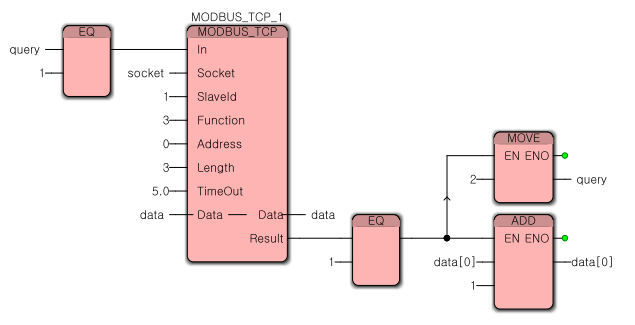 MODBUS_TCP_1
EQ
MODBUS_TCP
query
In
1
socket
Socket
1
SlaveId
3
Function
0
Address
3
Length
5.0
TimeOut
data
Data
Data
data
Result
EQ
1
MOVE
EN ENO
2
query
ADD
EN ENO
data[0]
data[0]
1